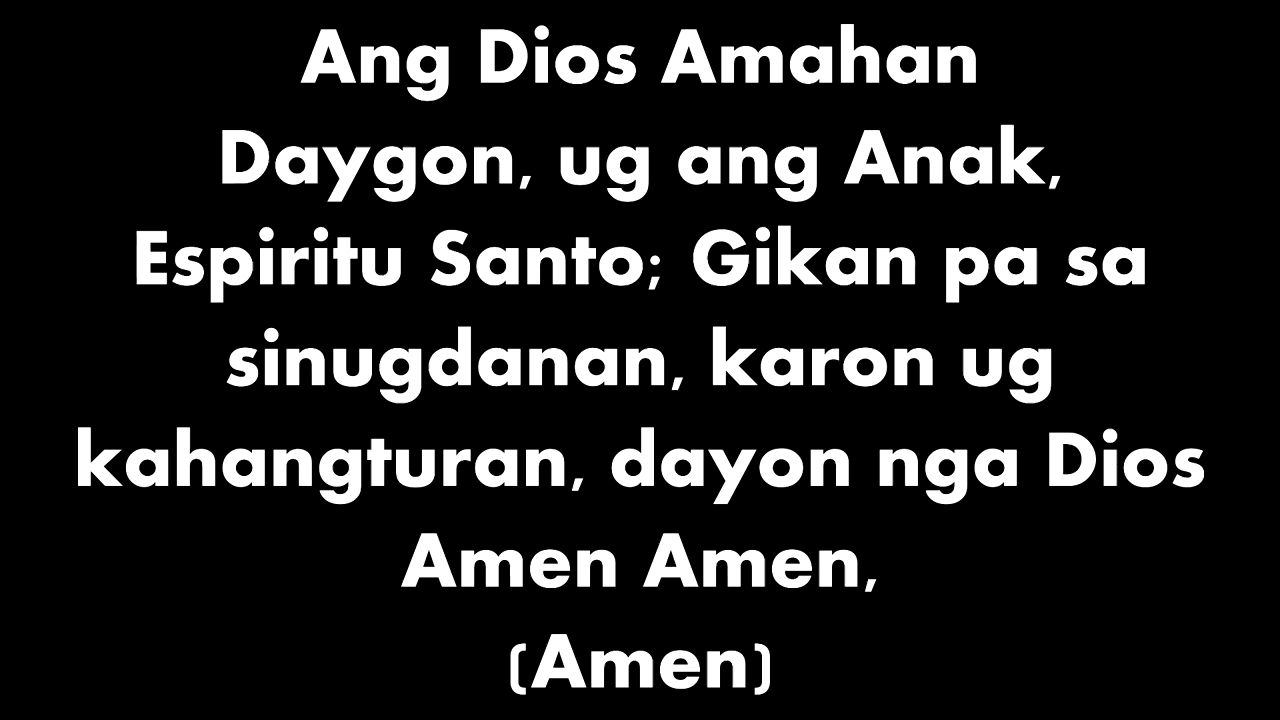 Ang Dios Amahan
Daygon, ug ang Anak,
Espiritu Santo; Gikan pa sa
sinugdanan, karon ug
kahangturan, dayon nga Dios
Amen Amen,
(Amen)